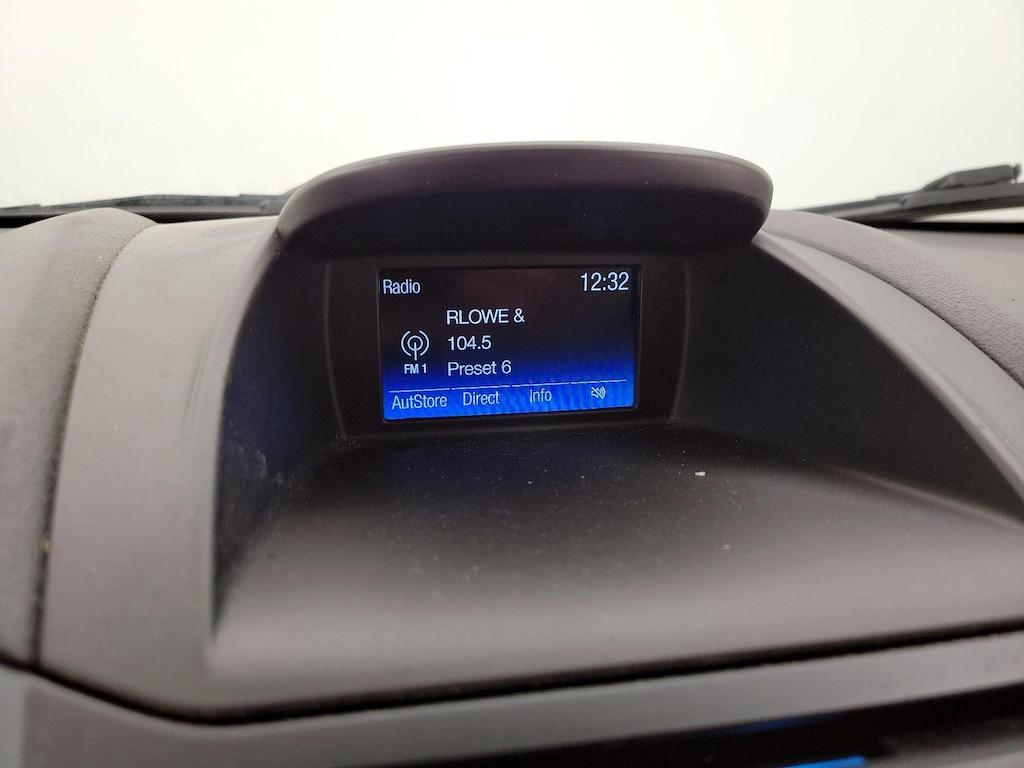 Radio 12:32
RLOWE &
104.5
FM 1 Preset 6
AutStore Direct Info